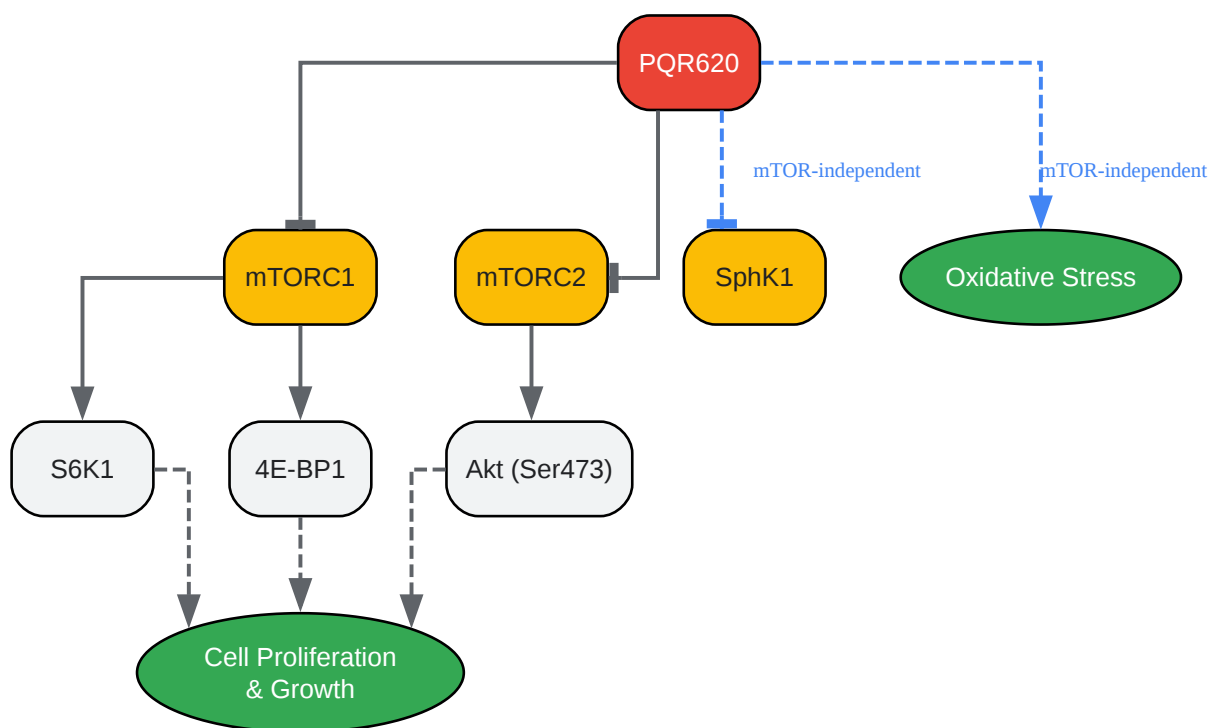 PQR620
mTOR-independent
mTOR-independent
mTORC1
mTORC2
SphK1
Oxidative Stress
S6K1
4E-BP1
Akt (Ser473)
Cell Proliferation
& Growth